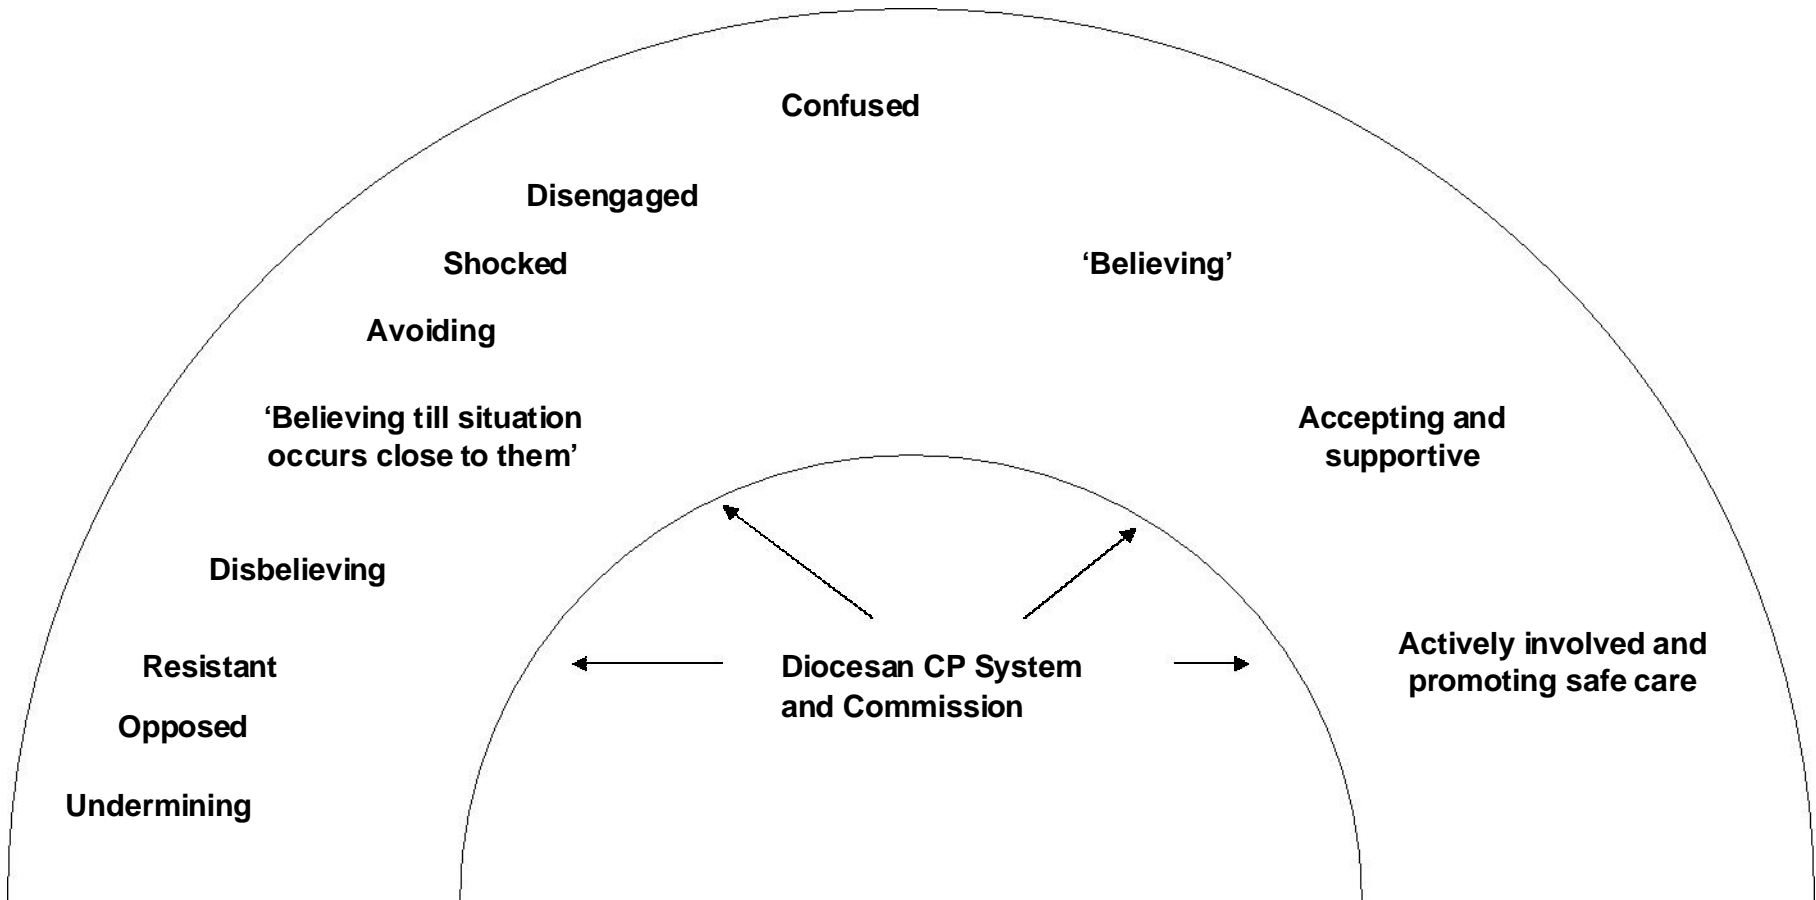 Confused
Disengaged
Shocked
‘Believing’
Avoiding
‘Believing till situation
occurs close to them’
Accepting and
supportive
Disbelieving
Resistant
Diocesan CP System
and Commission
Actively involved and
promoting safe care
Opposed
Undermining